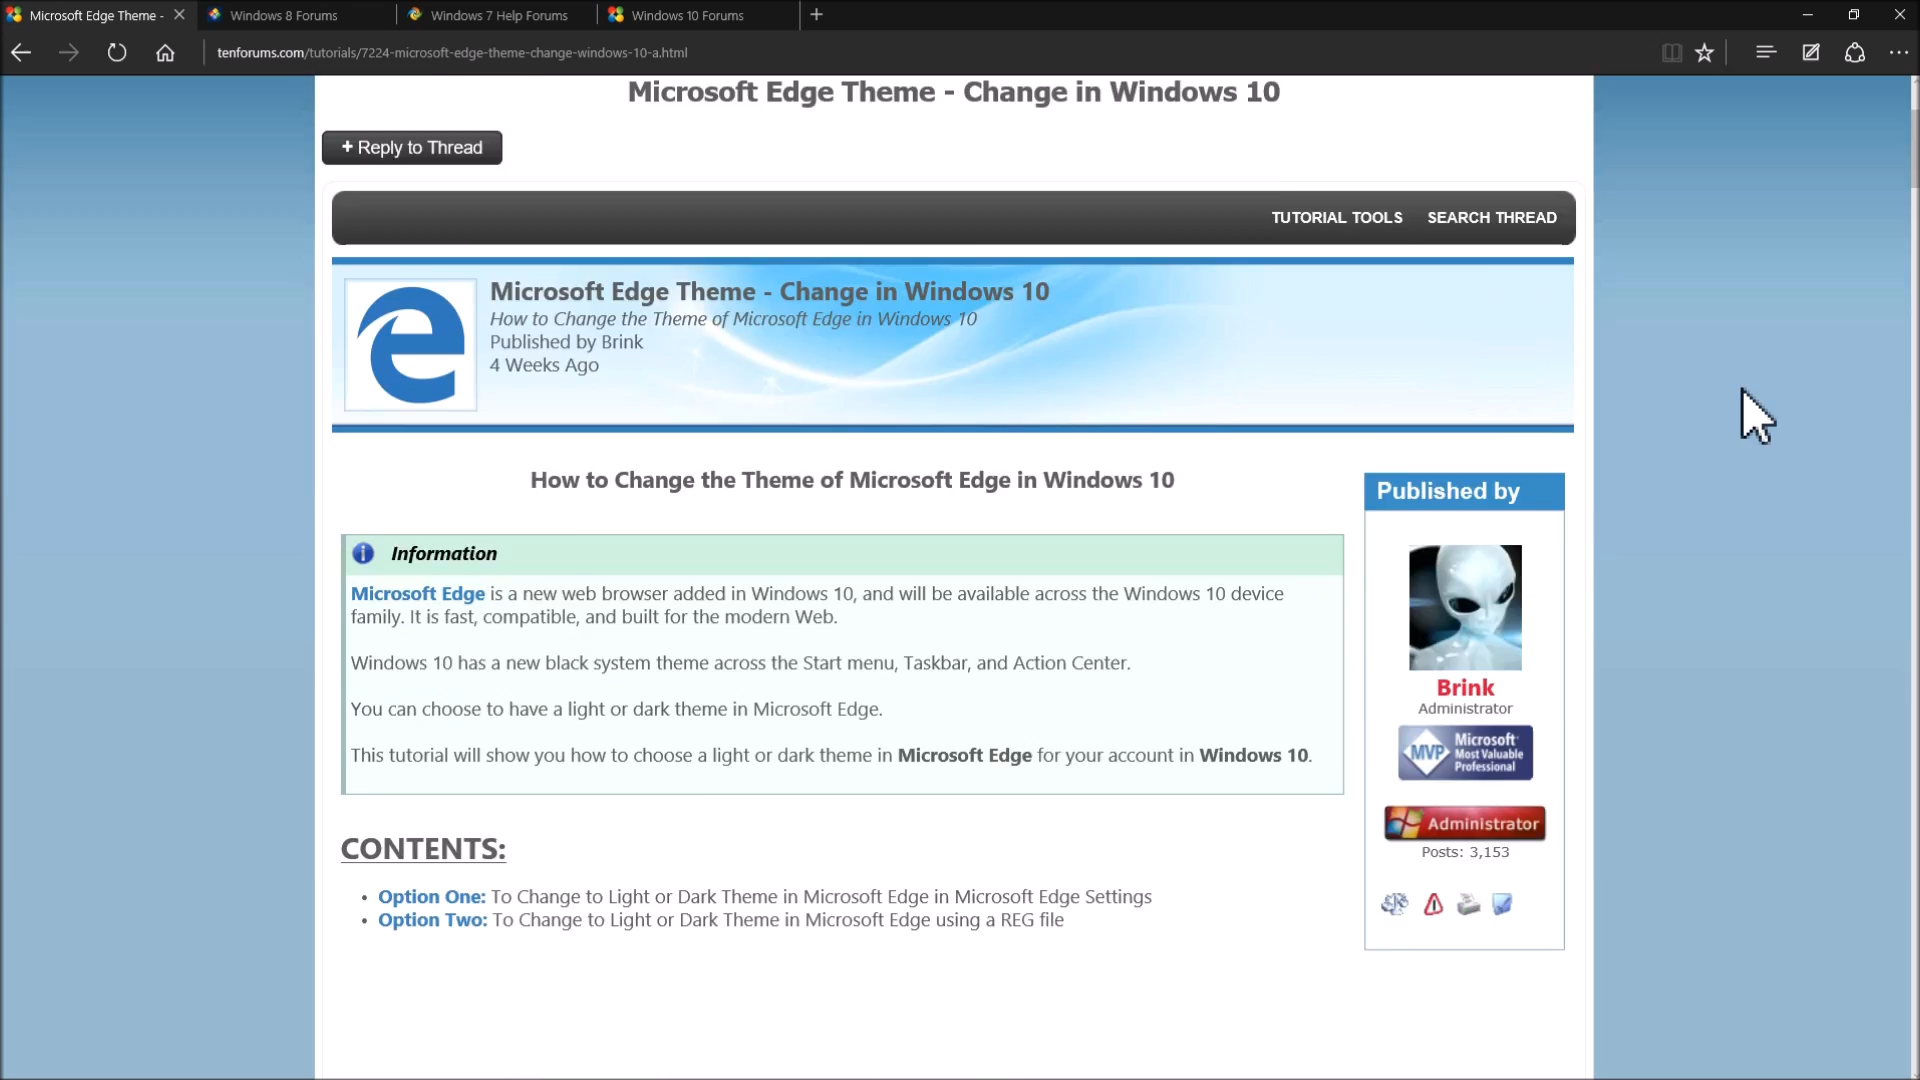 Microsoft Edge Theme -
Windows 8 Forums
Windows 7 Help Forums
Windows 10 Forums
tenforums.com/tutorials/7224-microsoft-edge-theme-change-windows-10-a.html
Microsoft Edge Theme - Change in Windows 10
+ Reply to Thread
TUTORIAL TOOLS SEARCH THREAD
Microsoft Edge Theme - Change in Windows 10
How to Change the Theme of Microsoft Edge in Windows 10
Published by Brink
4 Weeks Ago
How to Change the Theme of Microsoft Edge in Windows 10
Information
Microsoft Edge is a new web browser added in Windows 10, and will be available across the Windows 10 device
family. It is fast, compatible, and built for the modern Web.
Windows 10 has a new black system theme across the Start menu, Taskbar, and Action Center.
You can choose to have a light or dark theme in Microsoft Edge.
This tutorial will show you how to choose a light or dark theme in Microsoft Edge for your account in Windows 10.
CONTENTS:
• Option One: To Change to Light or Dark Theme in Microsoft Edge in Microsoft Edge Settings
• Option Two: To Change to Light or Dark Theme in Microsoft Edge using a REG file
Published by
Brink
Administrator
MVP Microsoft
Most Valuable
Professional
Administrator
Posts: 3,153